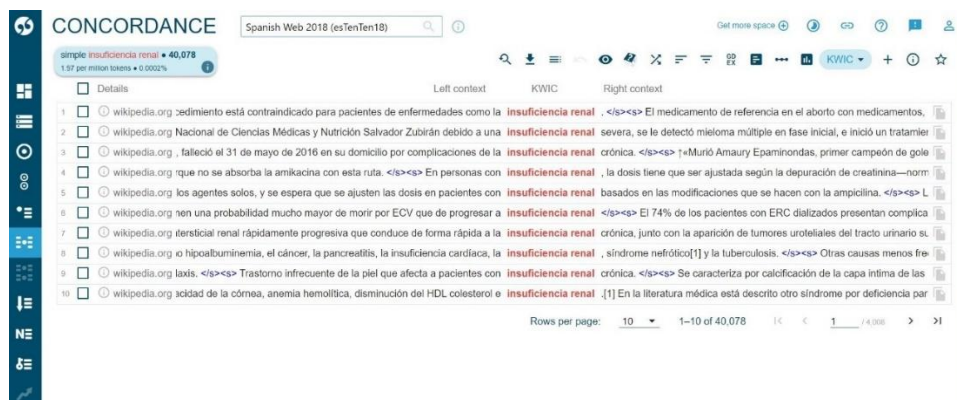 CONCORDANCE Spanish Web 2018 (esTenTen18) Get more space
simple insuficiencia renal • 40,078
1.97 per million tokens • 0.0002%
GD EX KWIC
Details Left context KWIC Right context
1 wikipedia.org cedimiento está contraindicado para pacientes de enfermedades como la insuficiencia renal , </s><s> El medicamento de referencia en el aborto con medicamentos,
2 wikipedia.org Nacional de Ciencias Médicas y Nutrición Salvador Zubirán debido a una insuficiencia renal severa, se le detectó mieloma múltiple en fase inicial, e inició un tratamier
3 wikipedia.org , falleció el 31 de mayo de 2016 en su domicilio por complicaciones de la insuficiencia renal crónica. </s><s> ↑«Murió Amaury Epaminondas, primer campeón de gole
4 wikipedia.org rque no se absorba la amikacina con esta ruta. </s><s> En personas con insuficiencia renal , la dosis tiene que ser ajustada según la depuración de creatinina—norm
5 wikipedia.org los agentes solos, y se espera que se ajusten las dosis en pacientes con insuficiencia renal basados en las modificaciones que se hacen con la ampicilina. </s><s> L
6 wikipedia.org nen una probabilidad mucho mayor de morir por ECV que de progresar a insuficiencia renal </s><s> El 74% de los pacientes con ERC dializados presentan complica
7 wikipedia.org itersticial renal rápidamente progresiva que conduce de forma rápida a la insuficiencia renal crónica, junto con la aparición de tumores uroteliales del tracto urinario su
8 wikipedia.org o hipoalbuminemia, el cáncer, la pancreatitis, la insuficiencia cardíaca, la insuficiencia renal , síndrome nefrótico[1] y la tuberculosis. </s><s> Otras causas menos fre
9 wikipedia.org laxis. </s><s> Trastorno infrecuente de la piel que afecta a pacientes con insuficiencia renal crónica. </s><s> Se caracteriza por calcificación de la capa íntima de las
10 wikipedia.org acidad de la córnea, anemia hemolítica, disminución del HDL colesterol e insuficiencia renal .[1] En la literatura médica está descrito otro síndrome por deficiencia par
Rows per page: 10 1–10 of 40,078 1 / 4,008